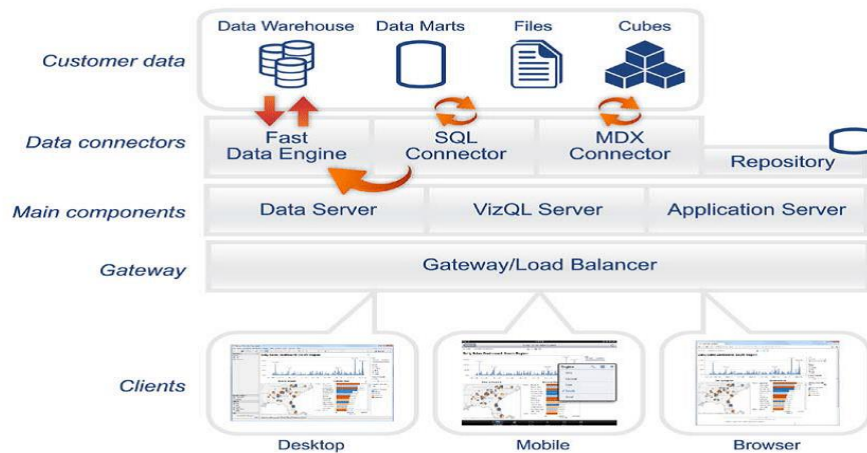 Data Warehouse
Data Marts
Files
Cubes
Customer data
Data connectors
Fast
Data Engine
SQL
Connector
MDX
Connector
Repository
Main components
Data Server
VizQL Server
Application Server
Gateway
Gateway/Load Balancer
Clients
Desktop
Mobile
Browser